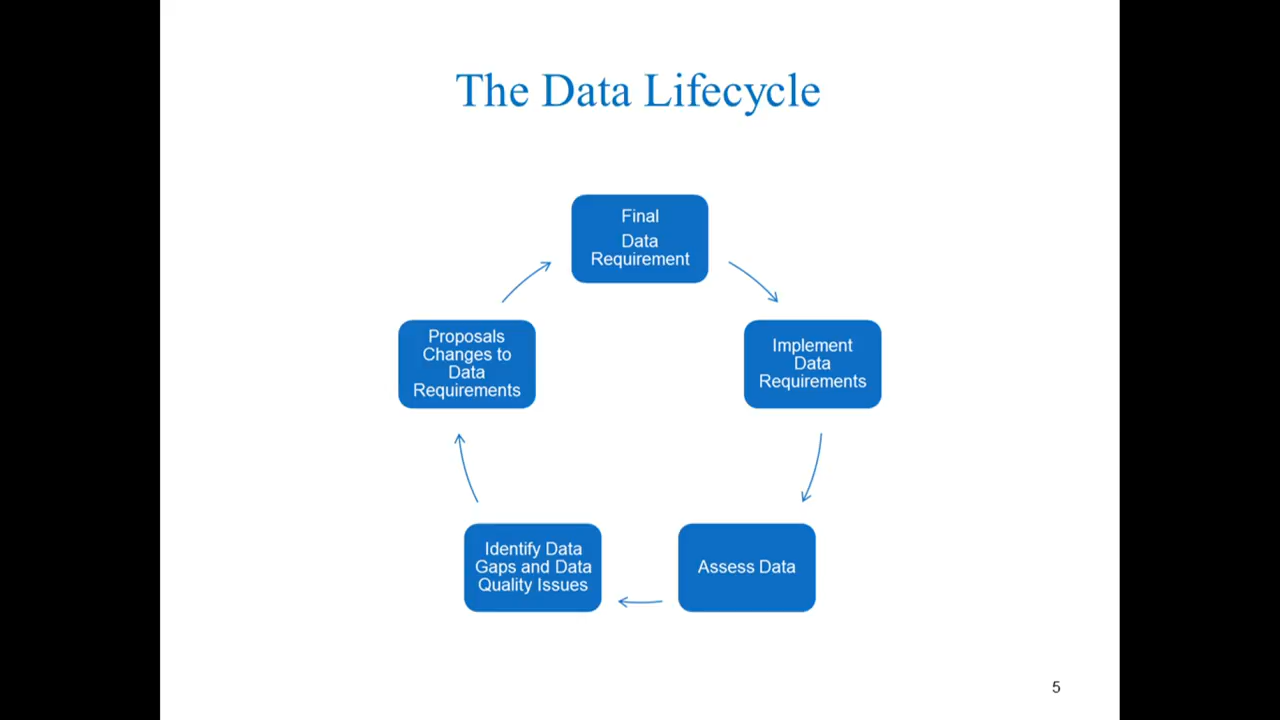 The Data Lifecycle
Final
Data
Requirement
Implement
Data
Requirements
Assess Data
Identify Data
Gaps and Data
Quality Issues
Proposals
Changes to
Data
Requirements
5